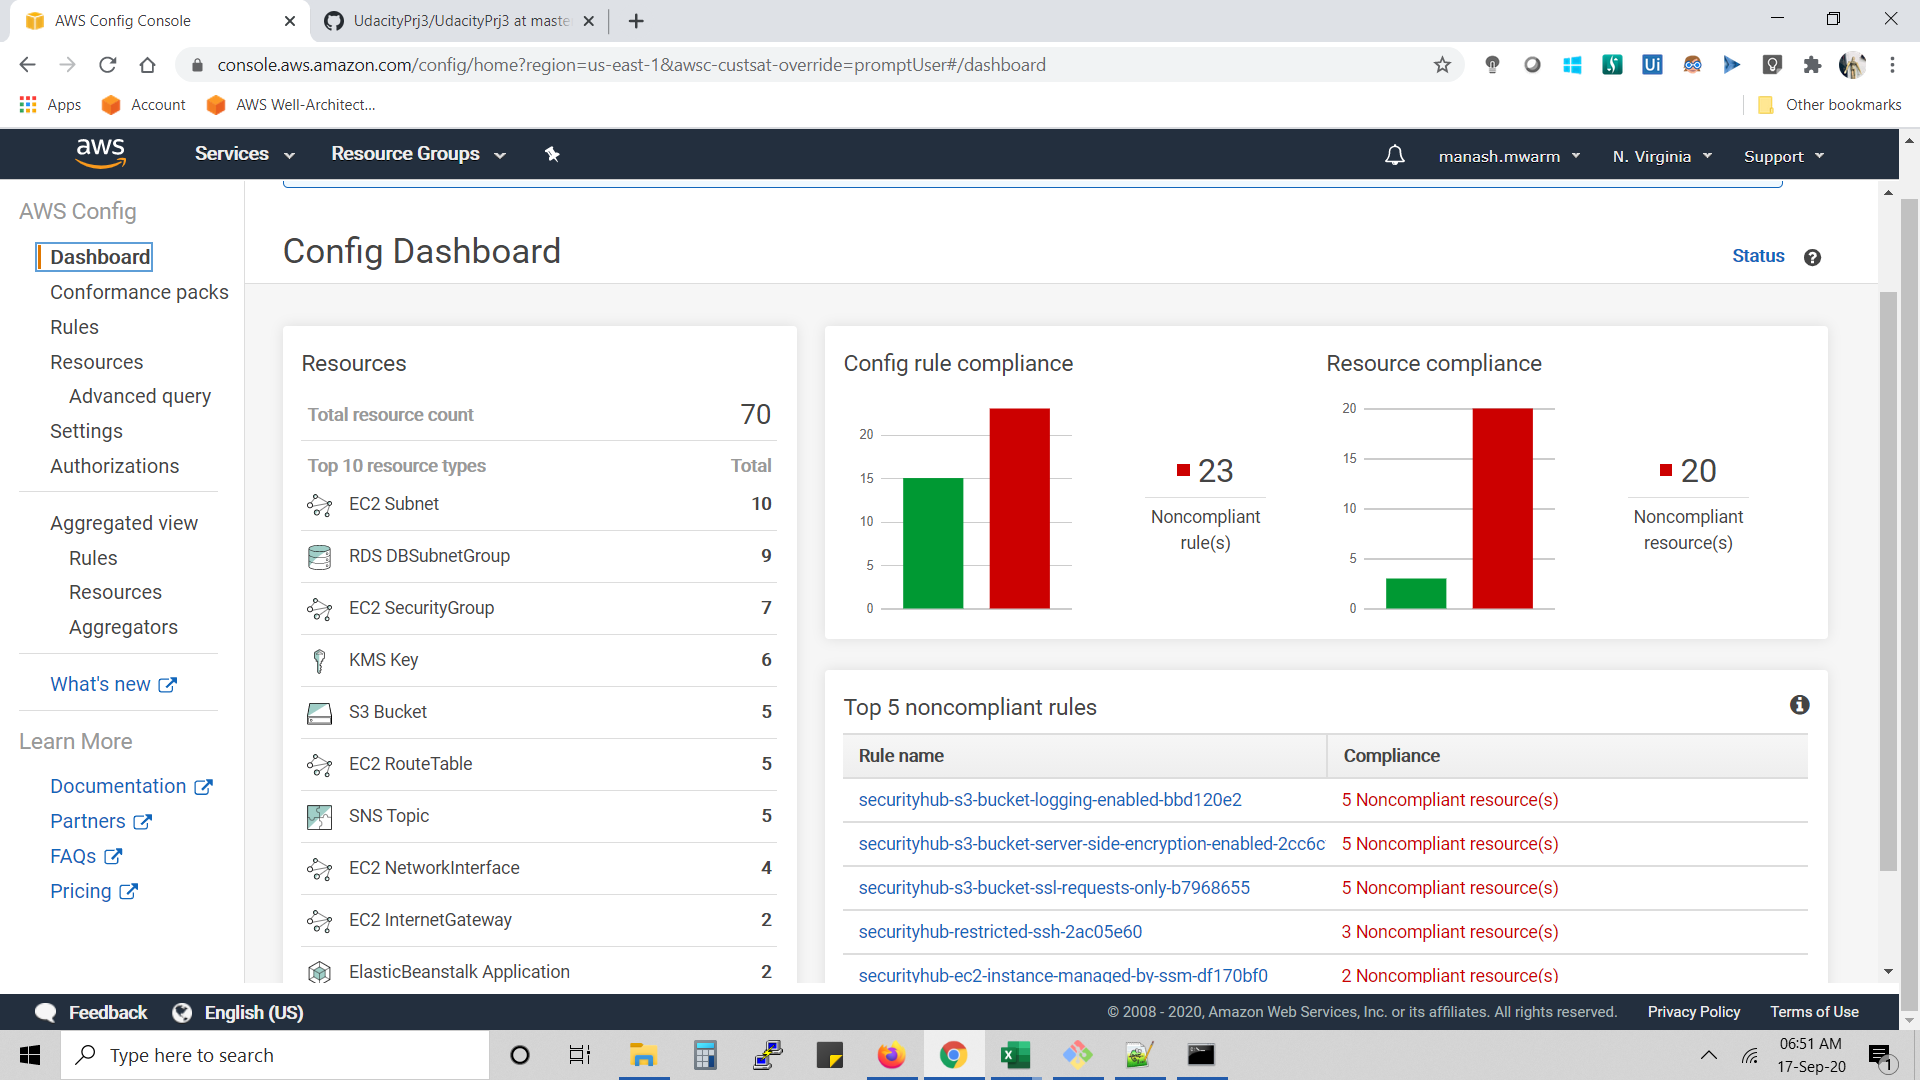 AWS Config Console
UdacityPrj3/UdacityPrj3 at maste
console.aws.amazon.com/config/home?region=us-east-1&awsc-custsat-override=promptUser#/dashboard
Ui
Apps
Account
AWS Well-Architect...
Other bookmarks
aws
Services
Resource Groups
manash.mwarm
N. Virginia
Support
AWS Config
Dashboard
Conformance packs
Rules
Resources
Advanced query
Settings
Authorizations
Aggregated view
Rules
Resources
Aggregators
What's new
Learn More
Documentation
Partners
FAQs
Pricing
Config Dashboard
Status
?
Resources
Total resource count 70
Top 10 resource types Total
EC2 Subnet 10
RDS DBSubnetGroup 9
EC2 SecurityGroup 7
KMS Key 6
S3 Bucket 5
EC2 RouteTable 5
SNS Topic 5
EC2 NetworkInterface 4
EC2 InternetGateway 2
ElasticBeanstalk Application 2
Config rule compliance
20
15
10
5
0
23
Noncompliant
rule(s)
Resource compliance
20
15
10
5
0
20
Noncompliant
resource(s)
Top 5 noncompliant rules
Rule name Compliance
securityhub-s3-bucket-logging-enabled-bbd120e2 5 Noncompliant resource(s)
securityhub-s3-bucket-server-side-encryption-enabled-2cc6c 5 Noncompliant resource(s)
securityhub-s3-bucket-ssl-requests-only-b7968655 5 Noncompliant resource(s)
securityhub-restricted-ssh-2ac05e60 3 Noncompliant resource(s)
securityhub-ec2-instance-managed-by-ssm-df170bf0 2 Noncompliant resource(s)
Feedback
English (US)
© 2008 - 2020, Amazon Web Services, Inc. or its affiliates. All rights reserved.
Privacy Policy
Terms of Use
Type here to search
06:51 AM
17-Sep-20
1